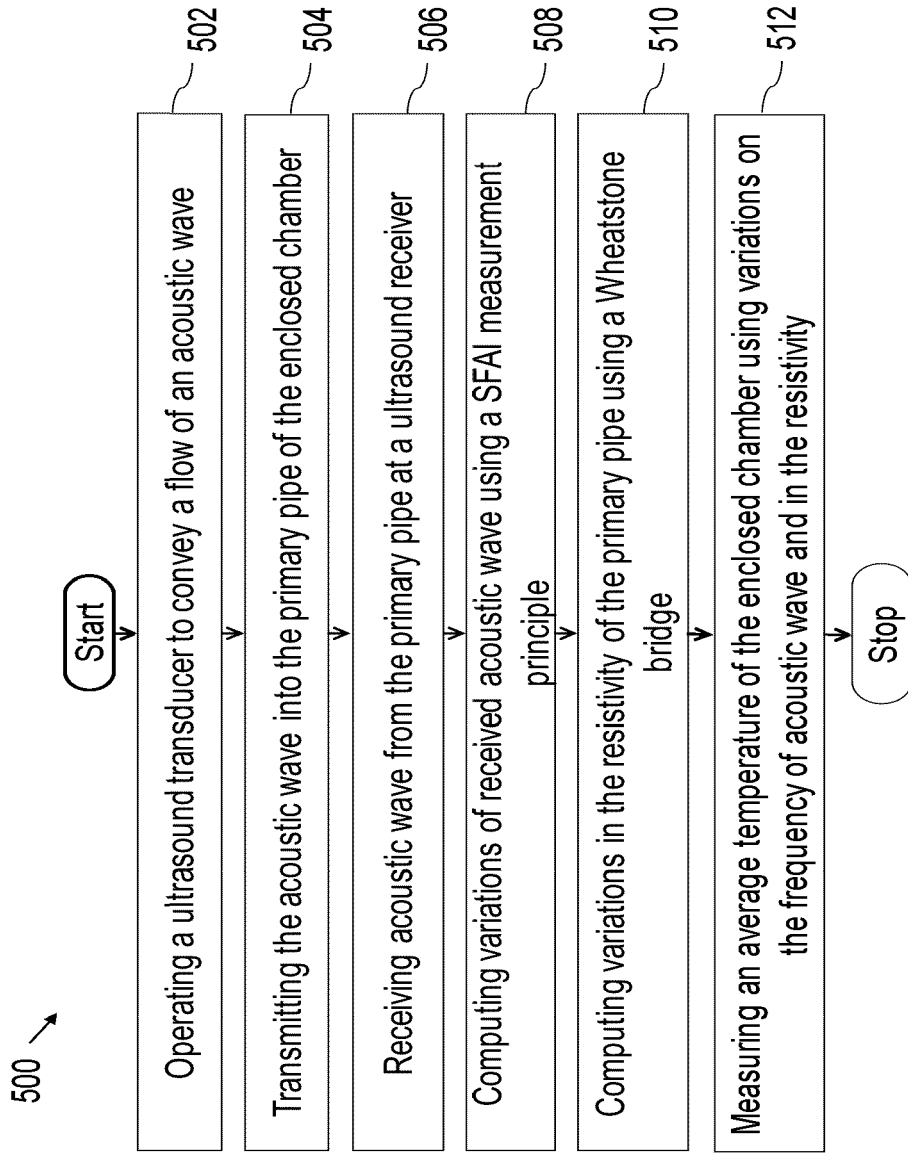 500
Start
Operating a ultrasound transducer to convey a flow of an acoustic wave
502
Transmitting the acoustic wave into the primary pipe of the enclosed chamber
504
Receiving acoustic wave from the primary pipe at a ultrasound receiver
506
Computing variations of received acoustic wave using a SFAI measurement
principle
508
Computing variations in the resistivity of the primary pipe using a Wheatstone
bridge
510
Measuring an average temperature of the enclosed chamber using variations on
the frequency of acoustic wave and in the resistivity
512
Stop